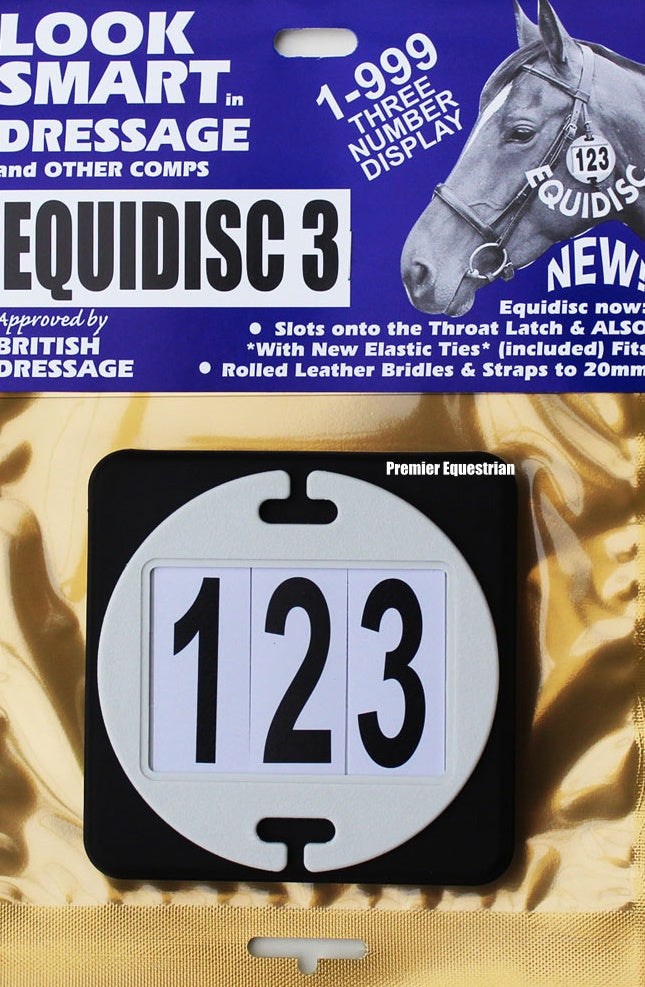 LOOK
SMART in
DRESSAGE
and OTHER COMPS
EQUIDISC 3
Approved by
BRITISH
DRESSAGE
1-999
THREE
NUMBER
DISPLAY
123
EQUIDISC
NEW!
Equidisc now:
• Slots onto the Throat Latch & ALSO
*With New Elastic Ties* (included) Fits
• Rolled Leather Bridles & Straps to 20mm
Premier Equestrian
123